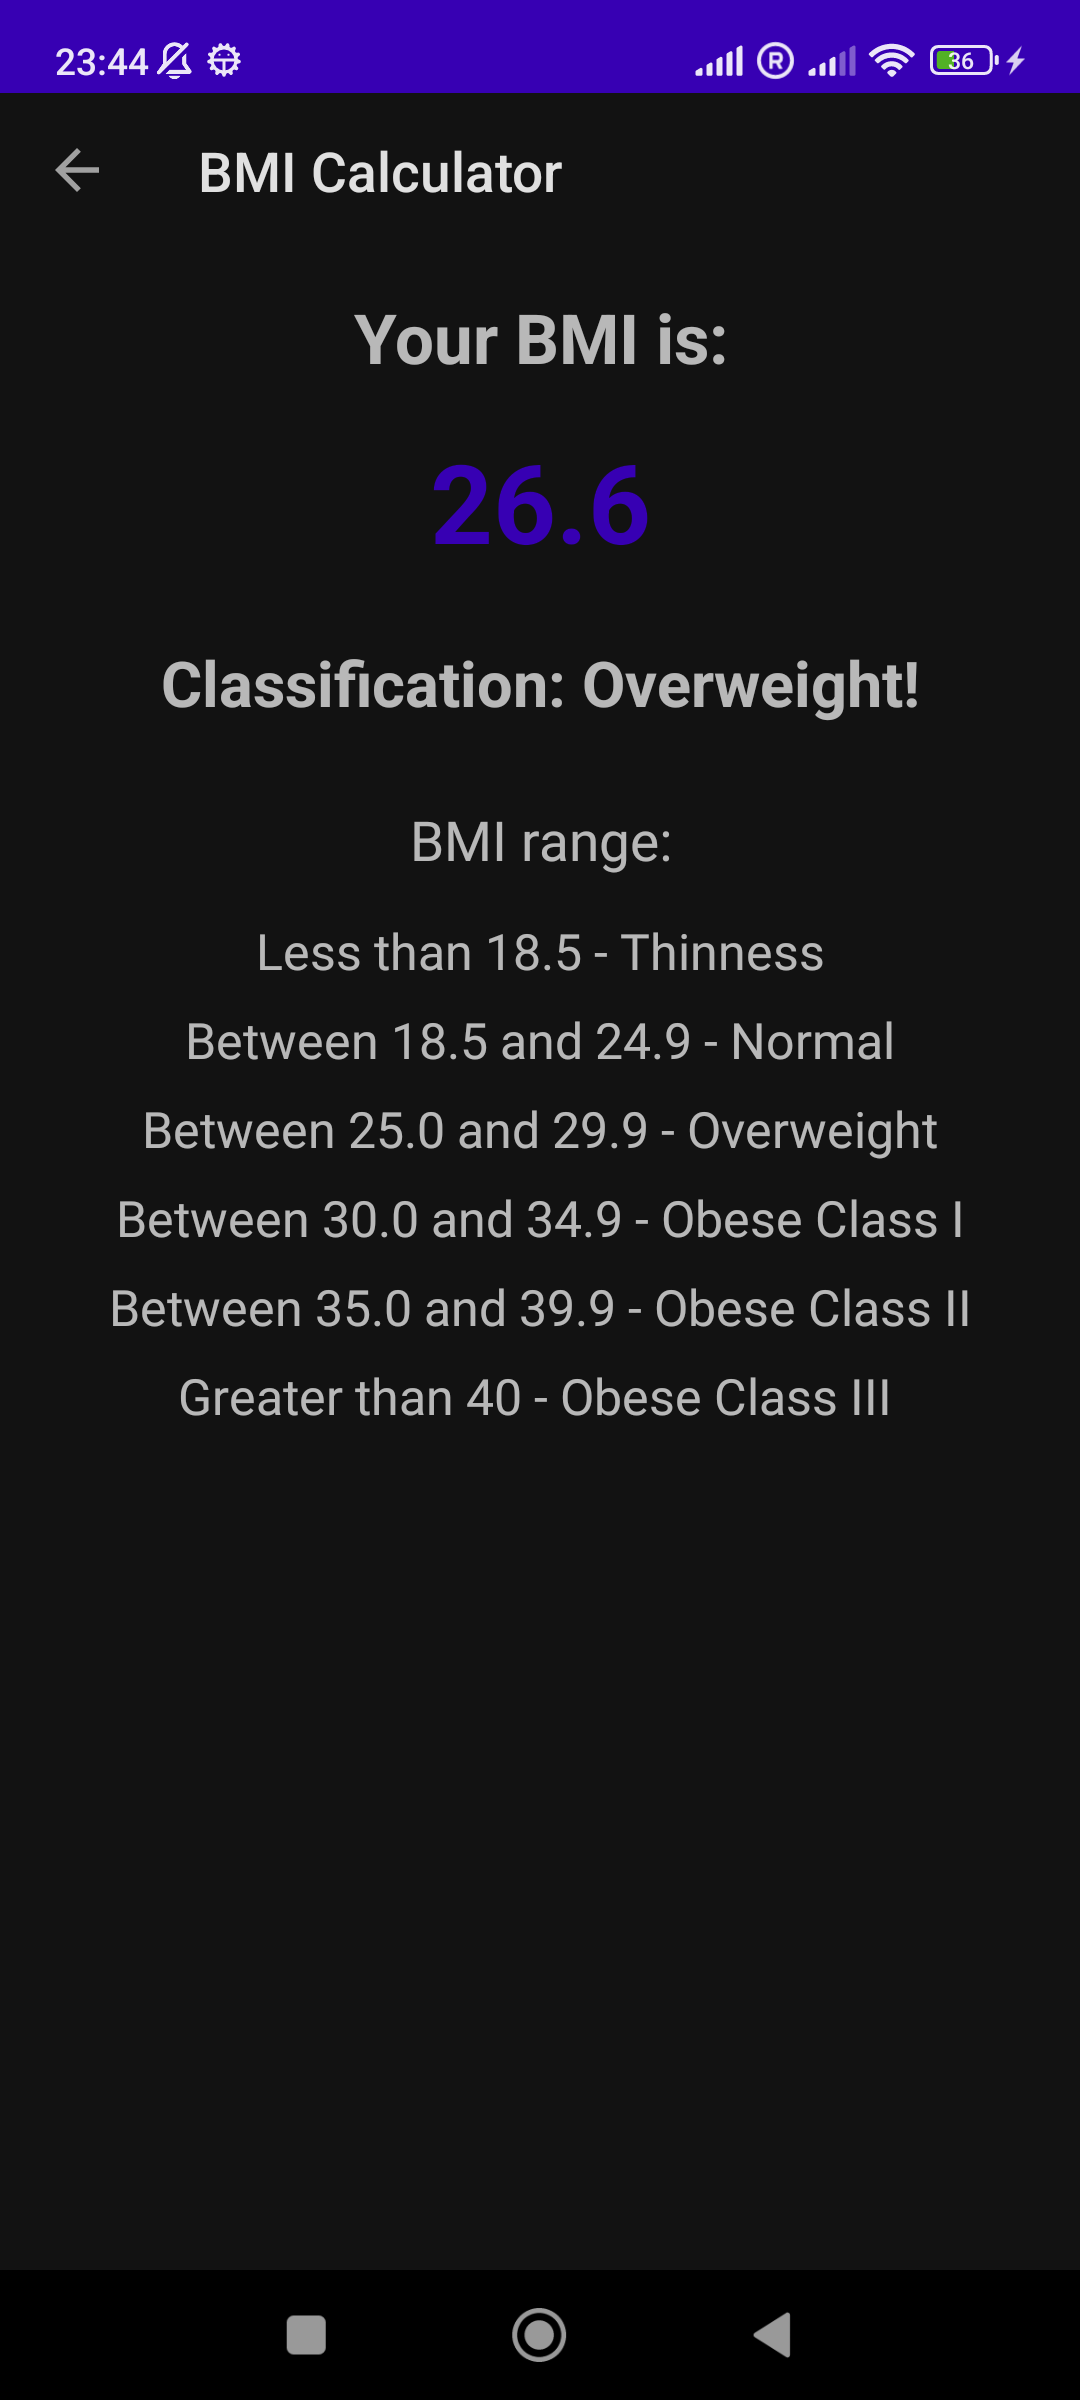 23:44
R
36
BMI Calculator
Your BMI is:
26.6
Classification: Overweight!
BMI range:
Less than 18.5 - Thinness
Between 18.5 and 24.9 - Normal
Between 25.0 and 29.9 - Overweight
Between 30.0 and 34.9 - Obese Class I
Between 35.0 and 39.9 - Obese Class II
Greater than 40 - Obese Class III